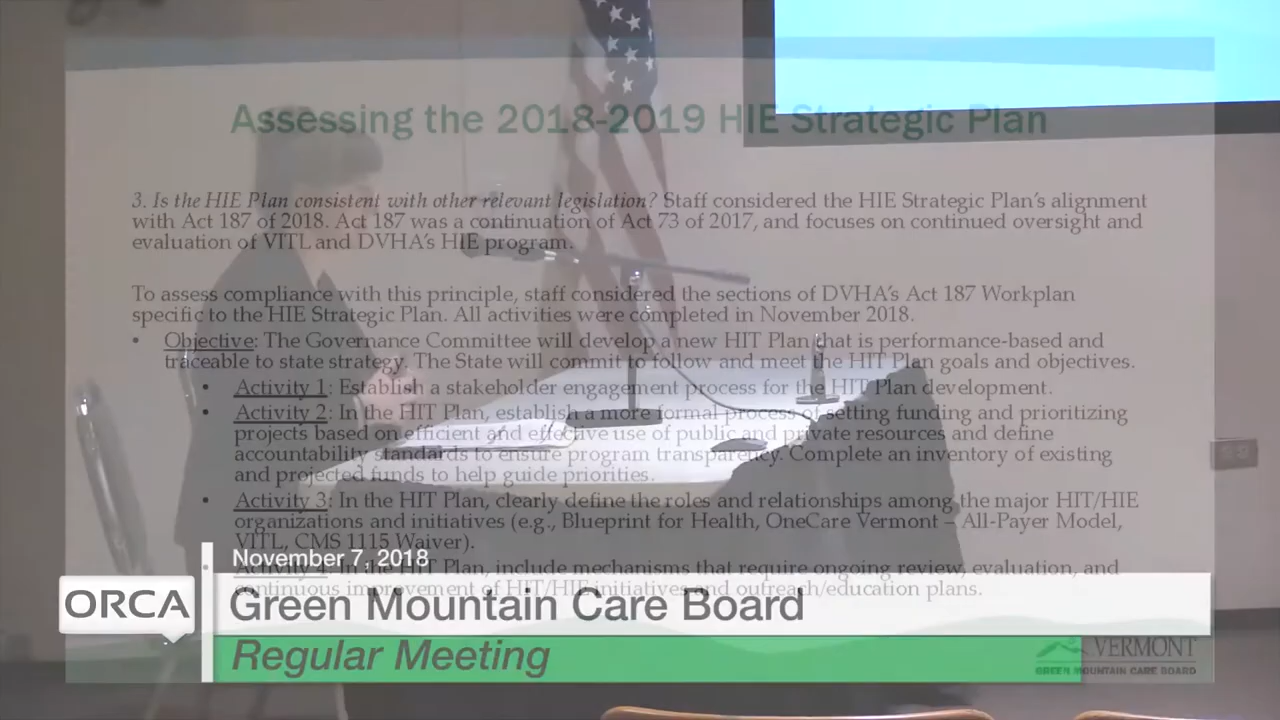 Assessing the 2018-2019 HIE Strategic Plan
3. Is the HIE Plan consistent with other relevant legislation? Staff considered the HIE Strategic Plan's alignment
with Act 187 of 2018. Act 187 was a continuation of Act 73 of 2017, and focuses on continued oversight and
evaluation of VITL and DVHA's HIE program.
To assess compliance with this principle, staff considered the sections of DVHA's Act 187 Workplan
specific to the HIE Strategic Plan. All activities were completed in November 2018.
• Objective: The Governance Committee will develop a new HIT Plan that is performance-based and
traceable to state strategy. The State will commit to follow and meet the HIT Plan goals and objectives.
• Activity 1: Establish a stakeholder engagement process for the HIT Plan development.
• Activity 2: In the HIT Plan, establish a more formal process of setting funding and prioritizing
projects based on efficient and effective use of public and private resources and define
accountability standards to ensure program transparency. Complete an inventory of existing
and projected funds to help guide priorities.
• Activity 3: In the HIT Plan, clearly define the roles and relationships among the major HIT/HIE
organizations and initiatives (e.g., Blueprint for Health, OneCare Vermont – All-Payer Model,
VITL, CMS 1115 Waiver).
• Activity 4: In the HIT Plan, include mechanisms that require ongoing review, evaluation, and
continuous improvement of HIT/HIE initiatives and outreach/education plans.
November 7, 2018
ORCA
Green Mountain Care Board
Regular Meeting
VERMONT
GREEN MOUNTAIN CARE BOARD